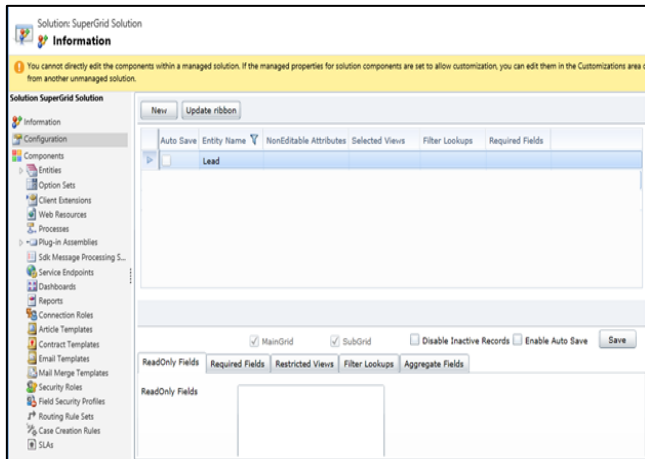 Solution: SuperGrid Solution
Information
You cannot directly edit the components within a managed solution. If the managed properties for solution components are set to allow customization, you can edit them in the Customizations area o
from another unmanaged solution.
Solution SuperGrid Solution
Information
Configuration
Components
Entities
Option Sets
Client Extensions
Web Resources
Processes
Plug-in Assemblies
Sdk Message Processing S...
Service Endpoints
Dashboards
Reports
Connection Roles
Article Templates
Contract Templates
Email Templates
Mail Merge Templates
Security Roles
Field Security Profiles
Routing Rule Sets
Case Creation Rules
SLAs
New Update ribbon
Auto Save Entity Name NonEditable Attributes Selected Views Filter Lookups Required Fields
Lead
MainGrid SubGrid Disable Inactive Records Enable Auto Save Save
ReadOnly Fields Required Fields Restricted Views Filter Lookups Aggregate Fields
ReadOnly Fields